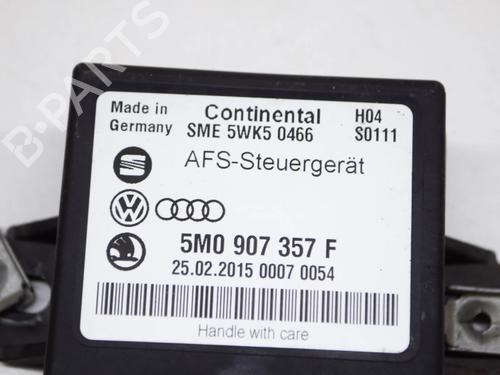 B-PARTS
Made in Germany
Continental
SME 5WK5 0466
H04
S0111
AFS-Steuergerät
5M0 907 357 F
25.02.2015 0007 0054
Handle with care